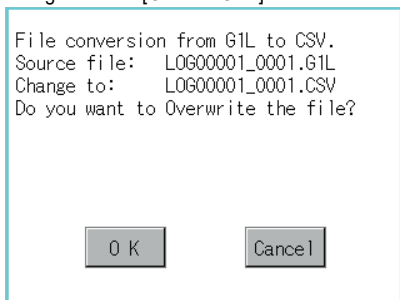 File conversion from G1L to CSV.
Source file: LOG00001_0001.G1L
Change to: LOG00001_0001.CSV
Do you want to Overwrite the file?
OK Cancel